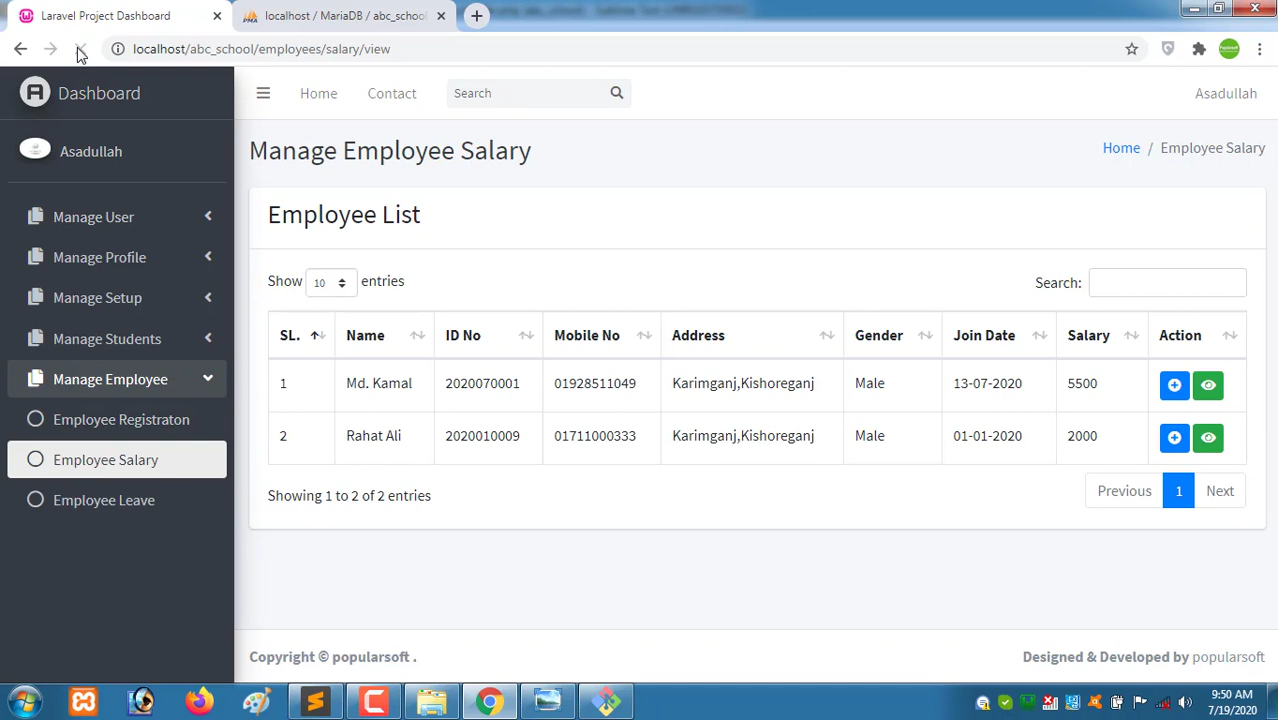 Laravel Project Dashboard
localhost / MariaDB / abc_school
localhost/abc_school/employees/salary/view
Dashboard
Home
Contact
Search
Asadullah
Asadullah
Manage Employee Salary
Home / Employee Salary
Manage User
Manage Profile
Manage Setup
Manage Students
Manage Employee
Employee Registraton
Employee Salary
Employee Leave
Employee List
Show 10 entries
Search:
SL. Name ID No Mobile No Address Gender Join Date Salary Action
1 Md. Kamal 2020070001 01928511049 Karimganj,Kishoreganj Male 13-07-2020 5500
2 Rahat Ali 2020010009 01711000333 Karimganj,Kishoreganj Male 01-01-2020 2000
Showing 1 to 2 of 2 entries
Previous 1 Next
Copyright © popularsoft .
Designed & Developed by popularsoft
9:50 AM
7/19/2020